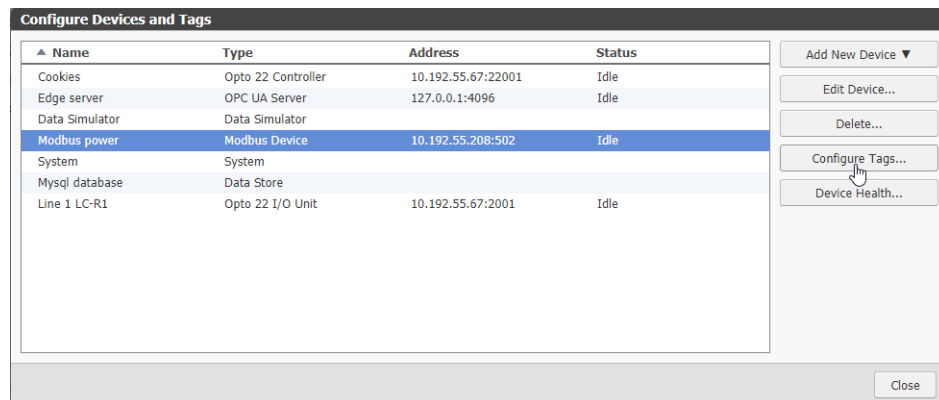 Configure Devices and Tags
▲ Name Type Address Status
Cookies Opto 22 Controller 10.192.55.67:22001 Idle
Edge server OPC UA Server 127.0.0.1:4096 Idle
Data Simulator Data Simulator
Modbus power Modbus Device 10.192.55.208:502 Idle
System System
Mysql database Data Store
Line 1 LC-R1 Opto 22 I/O Unit 10.192.55.67:2001 Idle
Add New Device ▼
Edit Device...
Delete...
Configure Tags...
Device Health...
Close